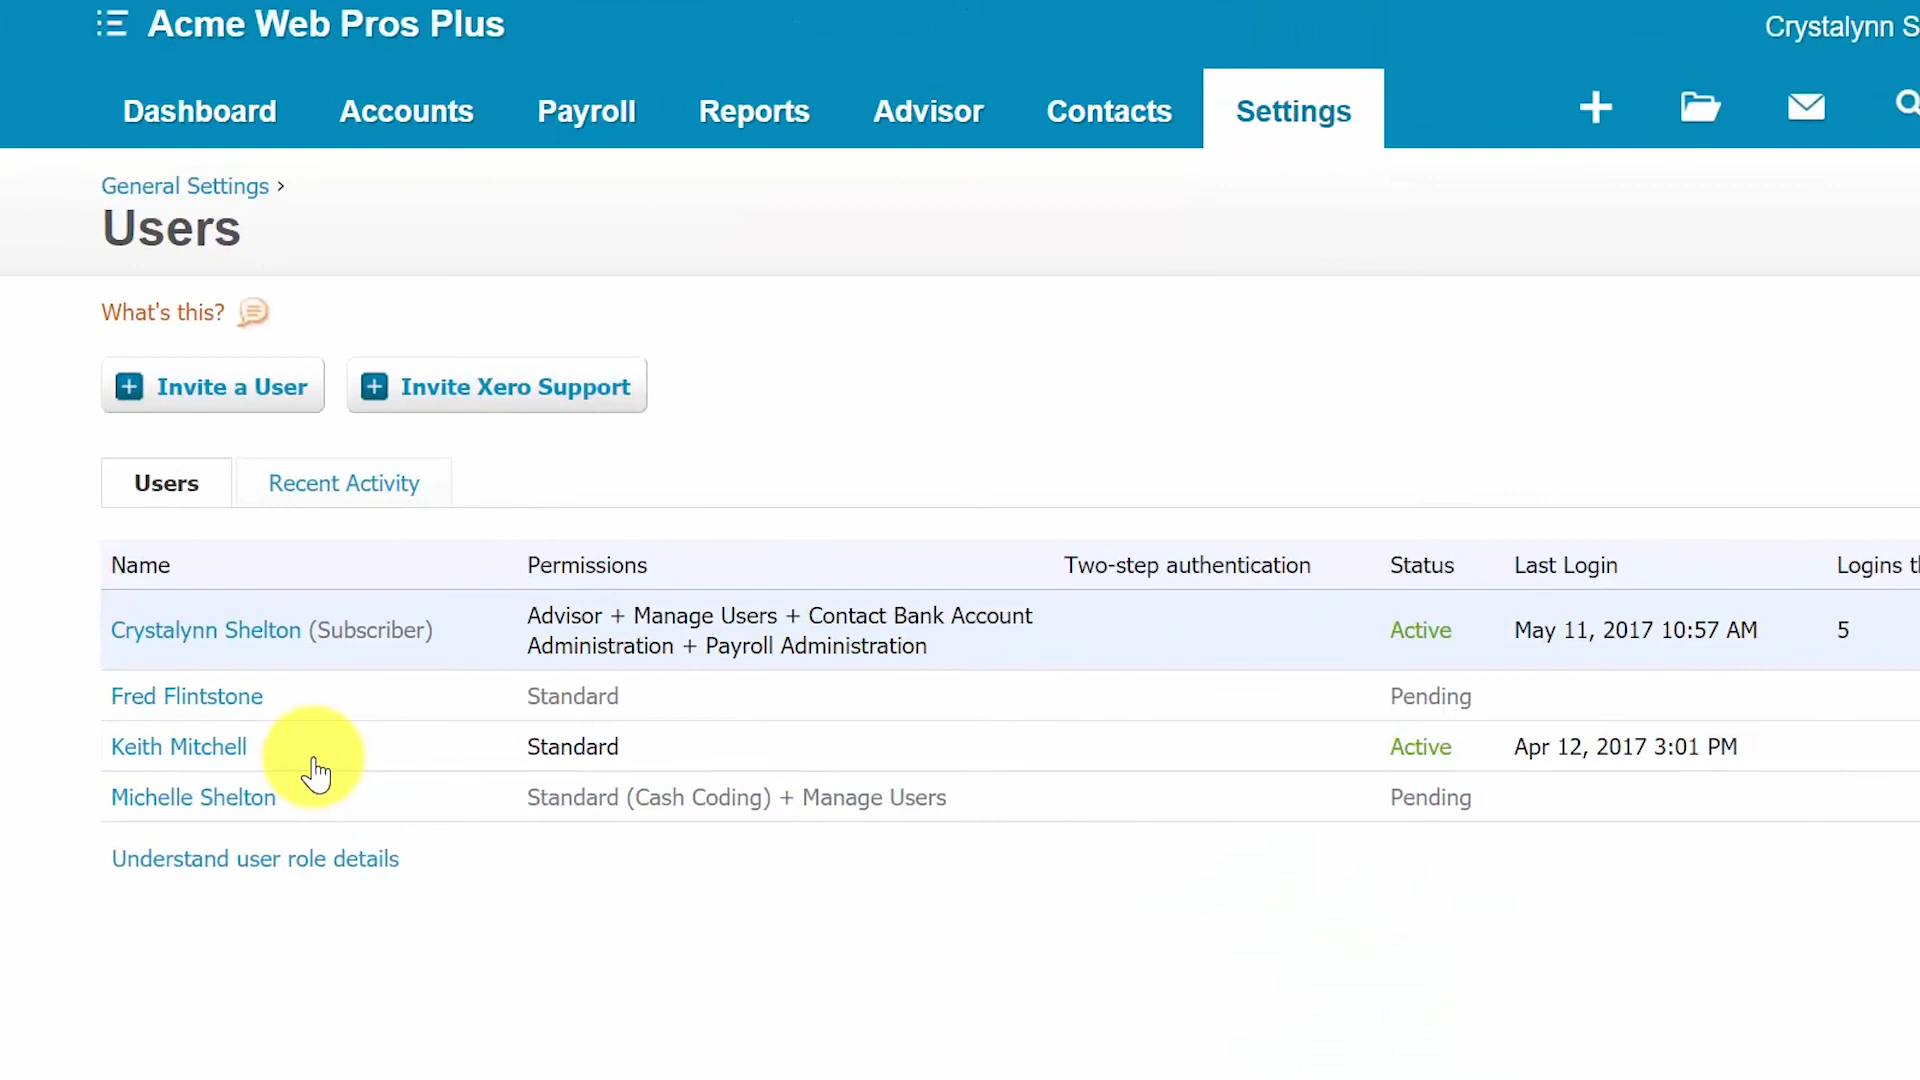 Acme Web Pros Plus
Crystalynn S
Dashboard Accounts Payroll Reports Advisor Contacts Settings
General Settings ›
Users
What's this?
Invite a User Invite Xero Support
Users Recent Activity
Name Permissions Two-step authentication Status Last Login Logins t
Crystalynn Shelton (Subscriber) Advisor + Manage Users + Contact Bank Account Administration + Payroll Administration Active May 11, 2017 10:57 AM 5
Fred Flintstone Standard Pending
Keith Mitchell Standard Active Apr 12, 2017 3:01 PM
Michelle Shelton Standard (Cash Coding) + Manage Users Pending
Understand user role details